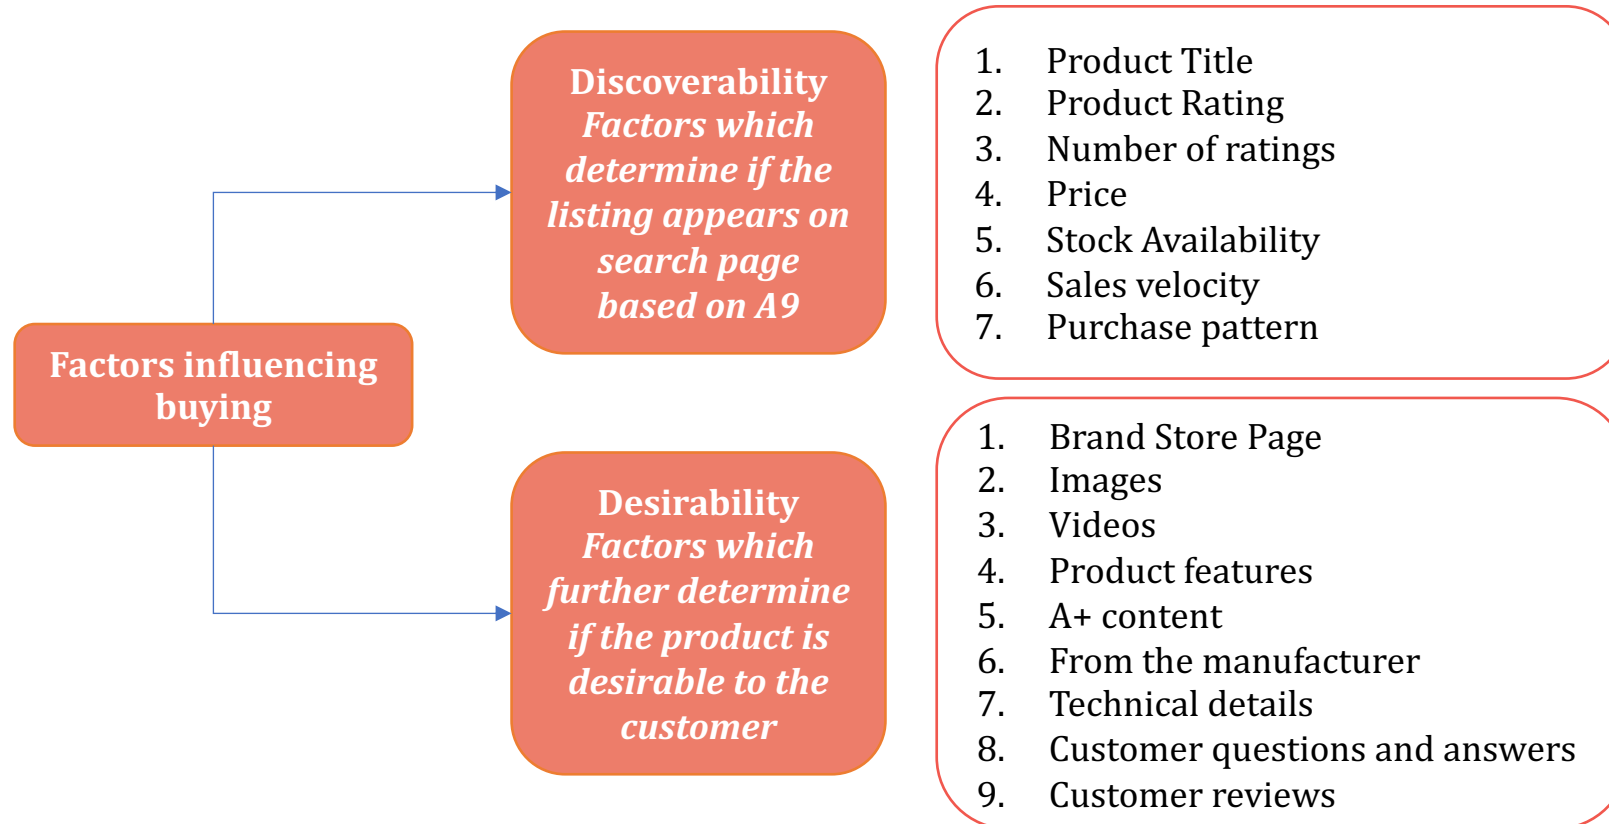 Factors influencing
buying
Discoverability
Factors which
determine if the
listing appears on
search page
based on A9
1. Product Title
2. Product Rating
3. Number of ratings
4. Price
5. Stock Availability
6. Sales velocity
7. Purchase pattern
Desirability
Factors which
further determine
if the product is
desirable to the
customer
1. Brand Store Page
2. Images
3. Videos
4. Product features
5. A+ content
6. From the manufacturer
7. Technical details
8. Customer questions and answers
9. Customer reviews